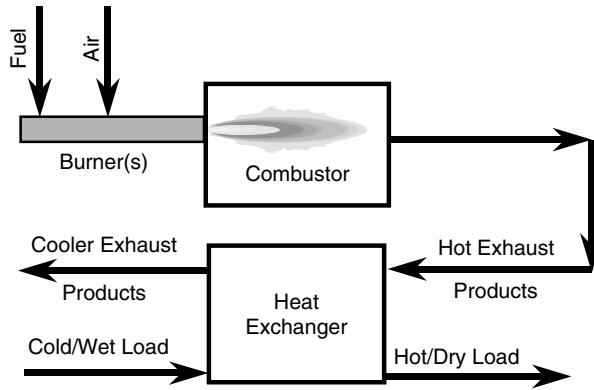 Fuel
Air
Burner(s)
Combustor
Cooler Exhaust
Products
Hot Exhaust
Products
Heat
Exchanger
Cold/Wet Load
Hot/Dry Load